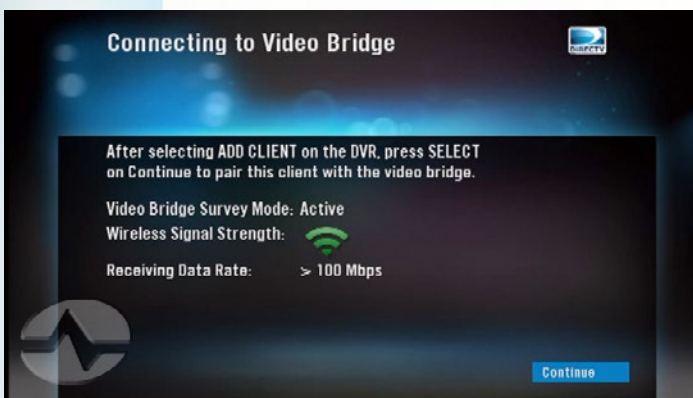 Connecting to Video Bridge
DIRECTV
After selecting ADD CLIENT on the DVR, press SELECT
on Continue to pair this client with the video bridge.
Video Bridge Survey Mode: Active
Wireless Signal Strength:
Receiving Data Rate: > 100 Mbps
Continue